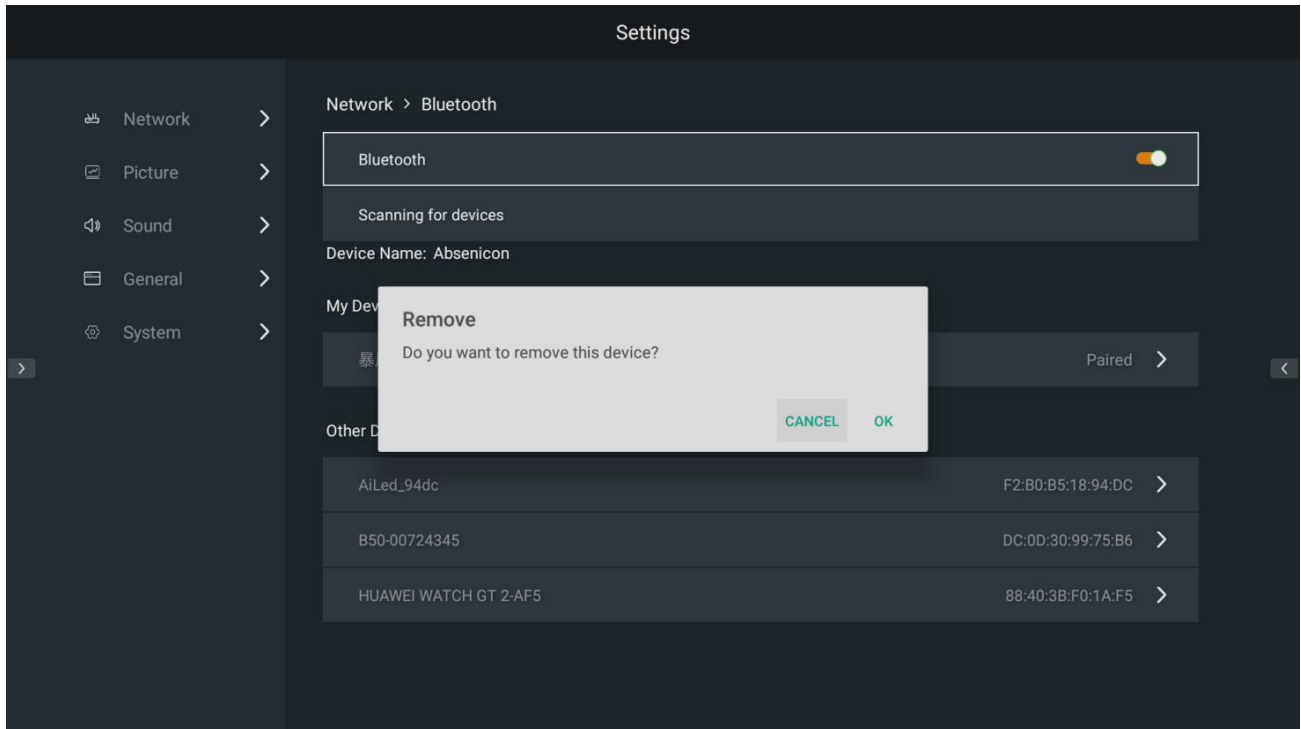 Settings
Network
Picture
Sound
General
System
Network > Bluetooth
Bluetooth
Scanning for devices
Device Name: Absenicon
My Dev
Remove
Do you want to remove this device?
CANCEL OK
暴
Paired
Other D
AiLed_94dc F2:B0:B5:18:94:DC
B50-00724345 DC:0D:30:99:75:B6
HUAWEI WATCH GT 2-AF5 88:40:3B:F0:1A:F5